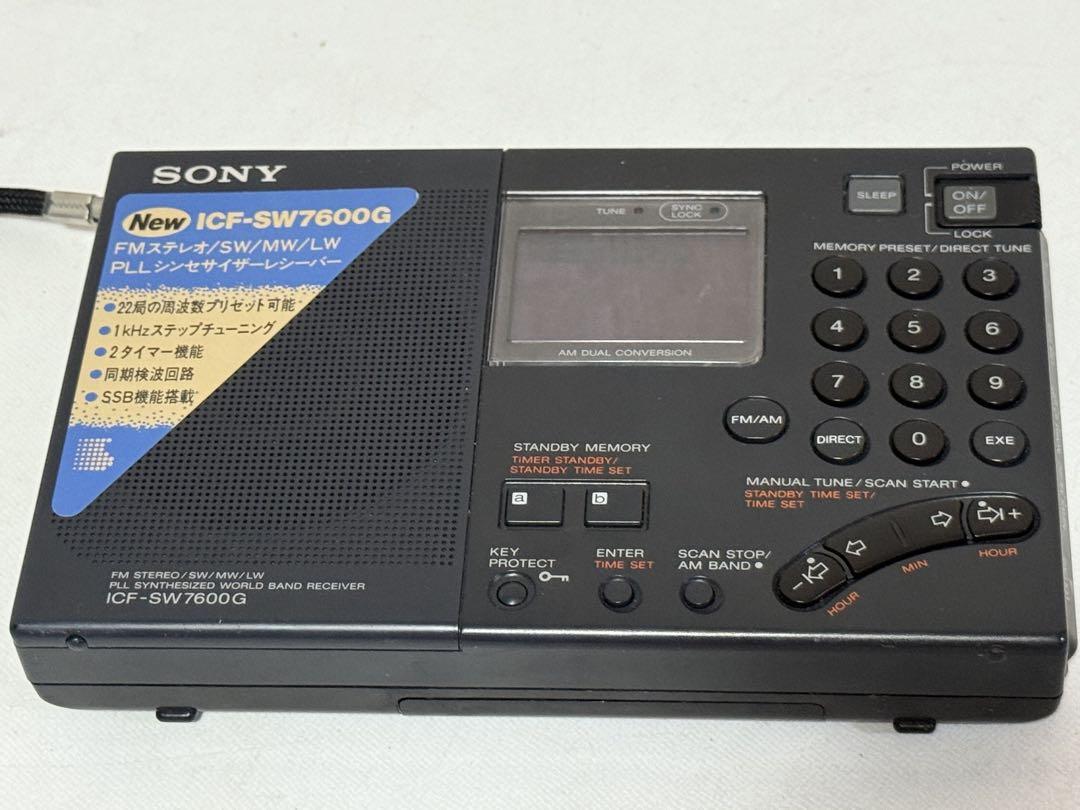 SONY
New ICF-SW7600G
FMステレオ/SW/MW/LW
PLLシンセサイザーレシーバー
●22局の周波数プリセット可能
●1kHzステップチューニング
●2タイマー機能
●同期検波回路
●SSB機能搭載
FM STEREO/SW/MW/LW
PLL SYNTHESIZED WORLD BAND RECEIVER
ICF-SW7600G
TUNE
SYNC LOCK
AM DUAL CONVERSION
SLEEP
POWER
ON/OFF
LOCK
MEMORY PRESET/DIRECT TUNE
1 2 3
4 5 6
7 8 9
FM/AM
DIRECT 0 EXE
STANDBY MEMORY
TIMER STANDBY/
STANDBY TIME SET
a b
KEY PROTECT
ENTER
TIME SET
SCAN STOP/
AM BAND●
MANUAL TUNE/SCAN START●
STANDBY TIME SET/
TIME SET
− +
HOUR MIN HOUR